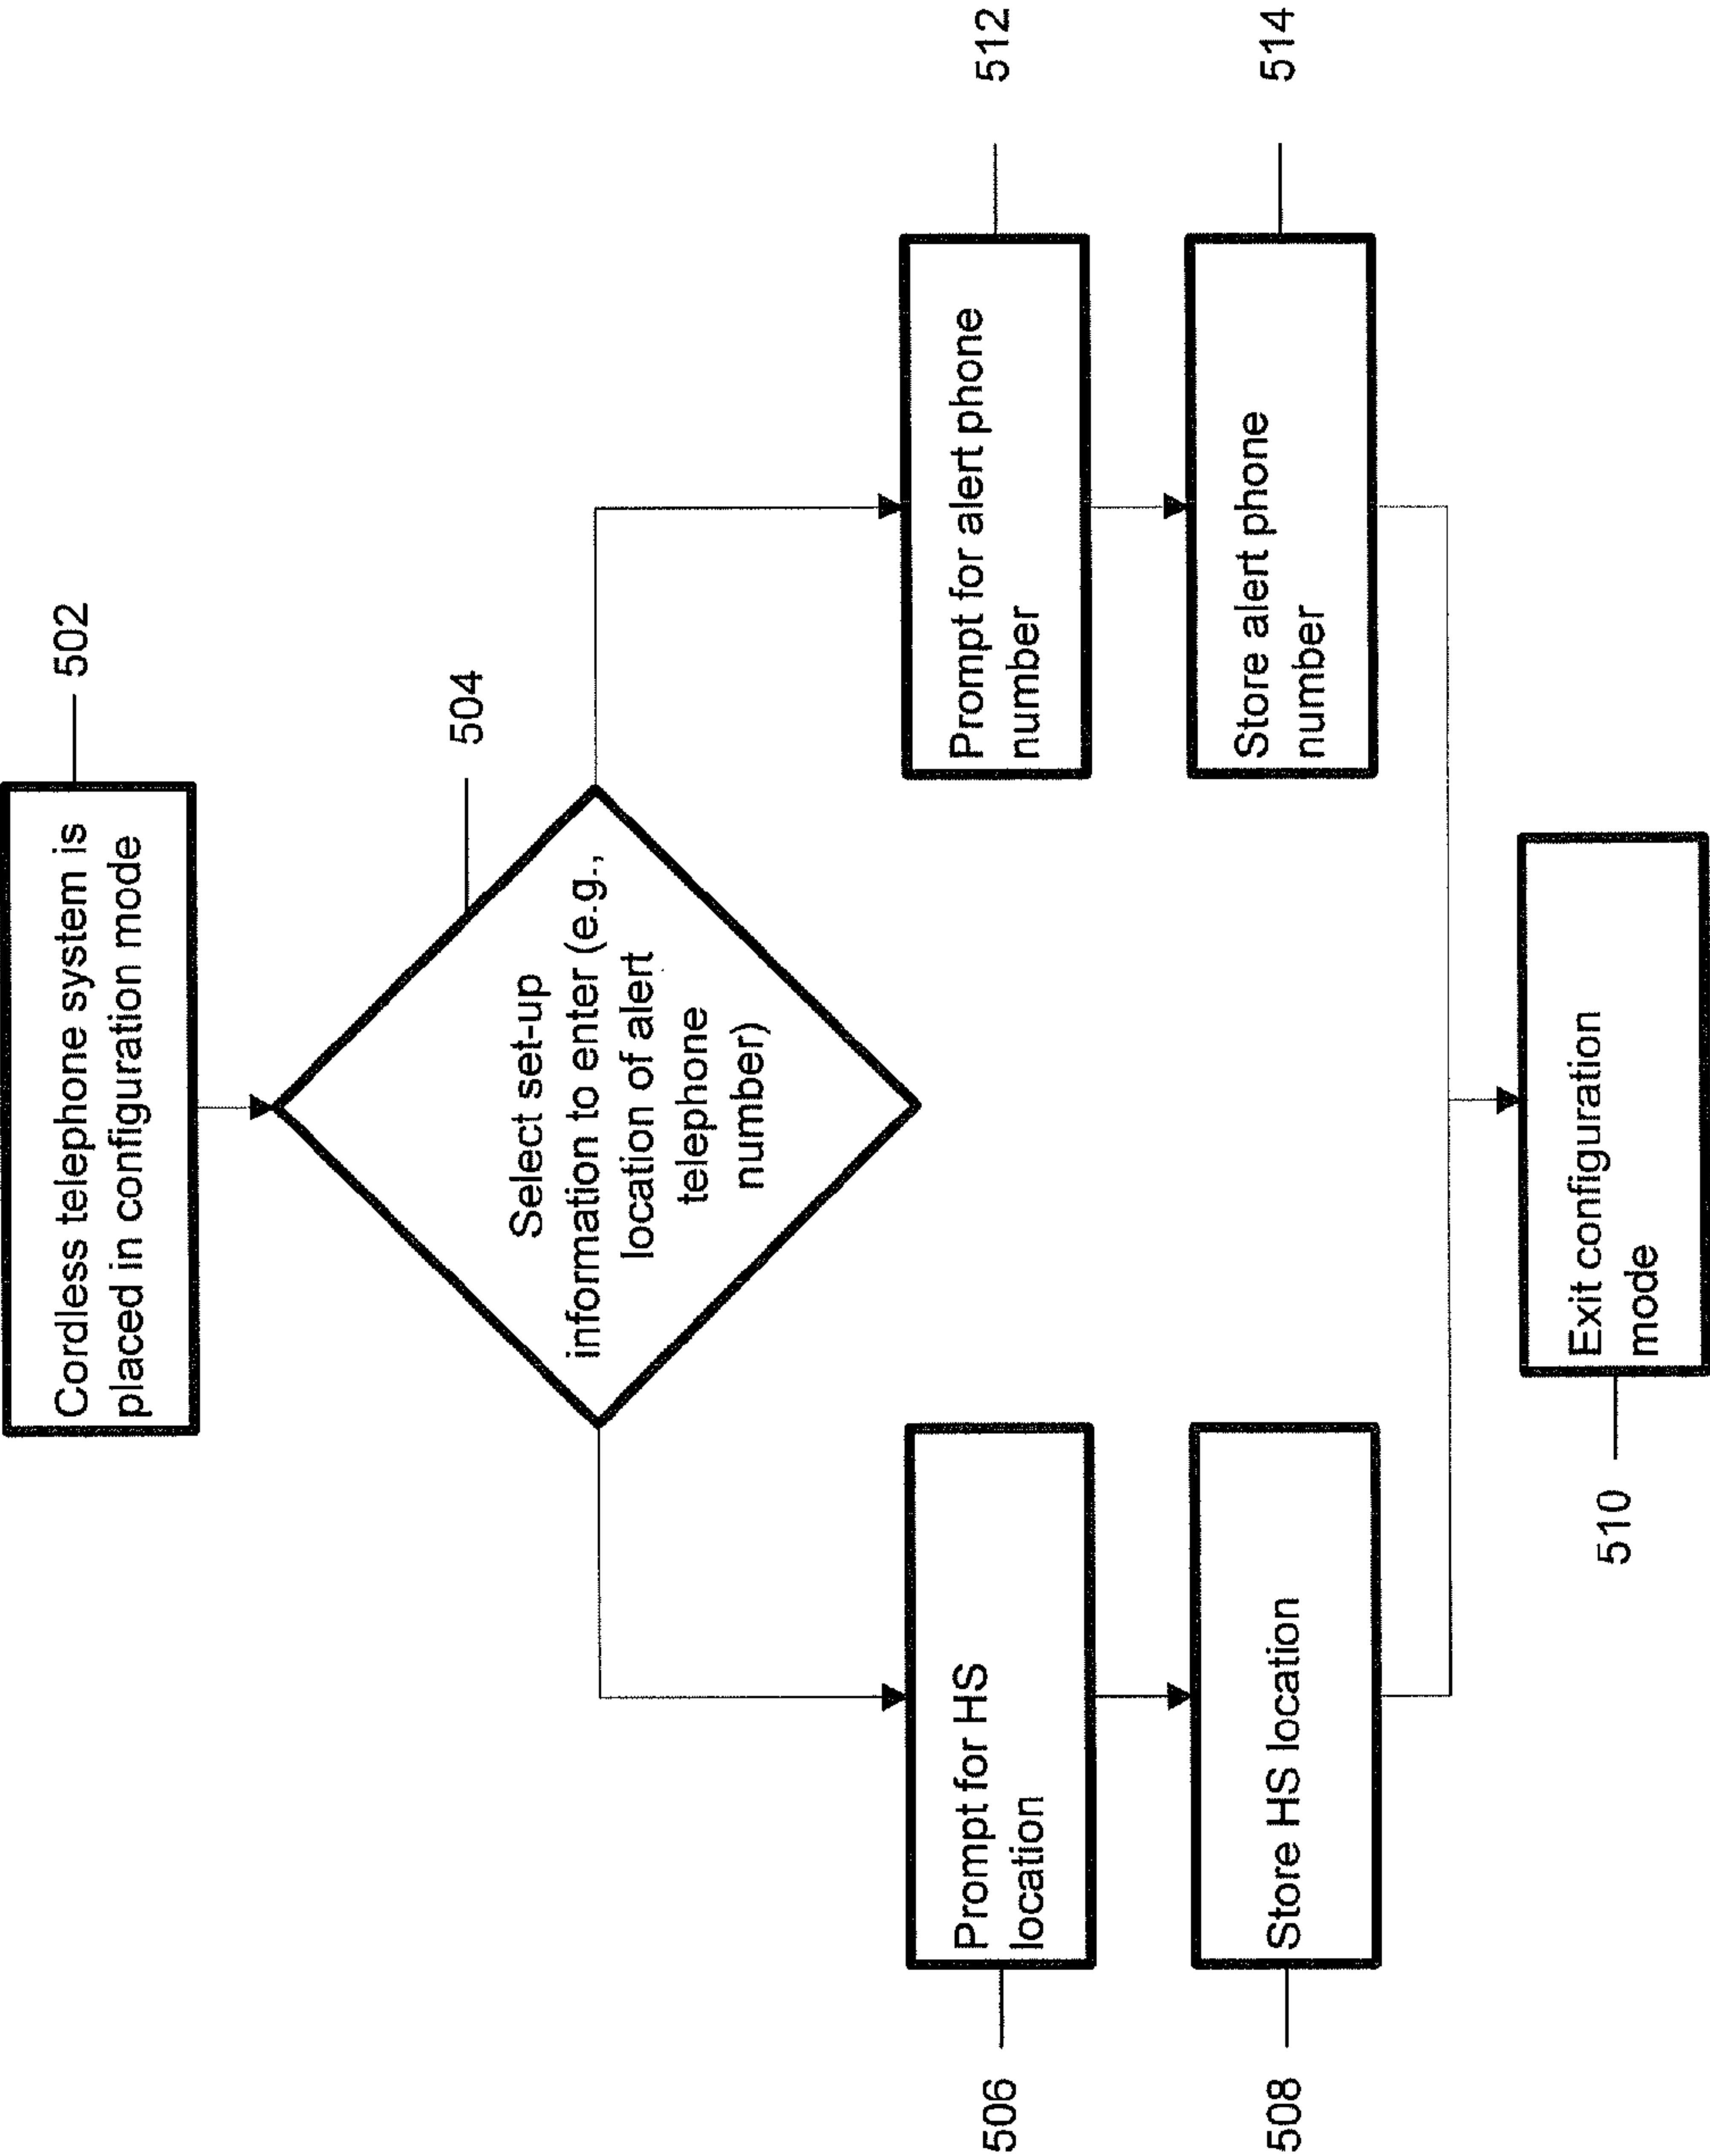 Cordless telephone system is
placed in configuration mode
502
504
Select set-up
information to enter (e.g.,
location of alert
telephone
number)
506
Prompt for HS
location
Prompt for alert phone
number
512
508
Store HS location
Store alert phone
number
514
510
Exit configuration
mode